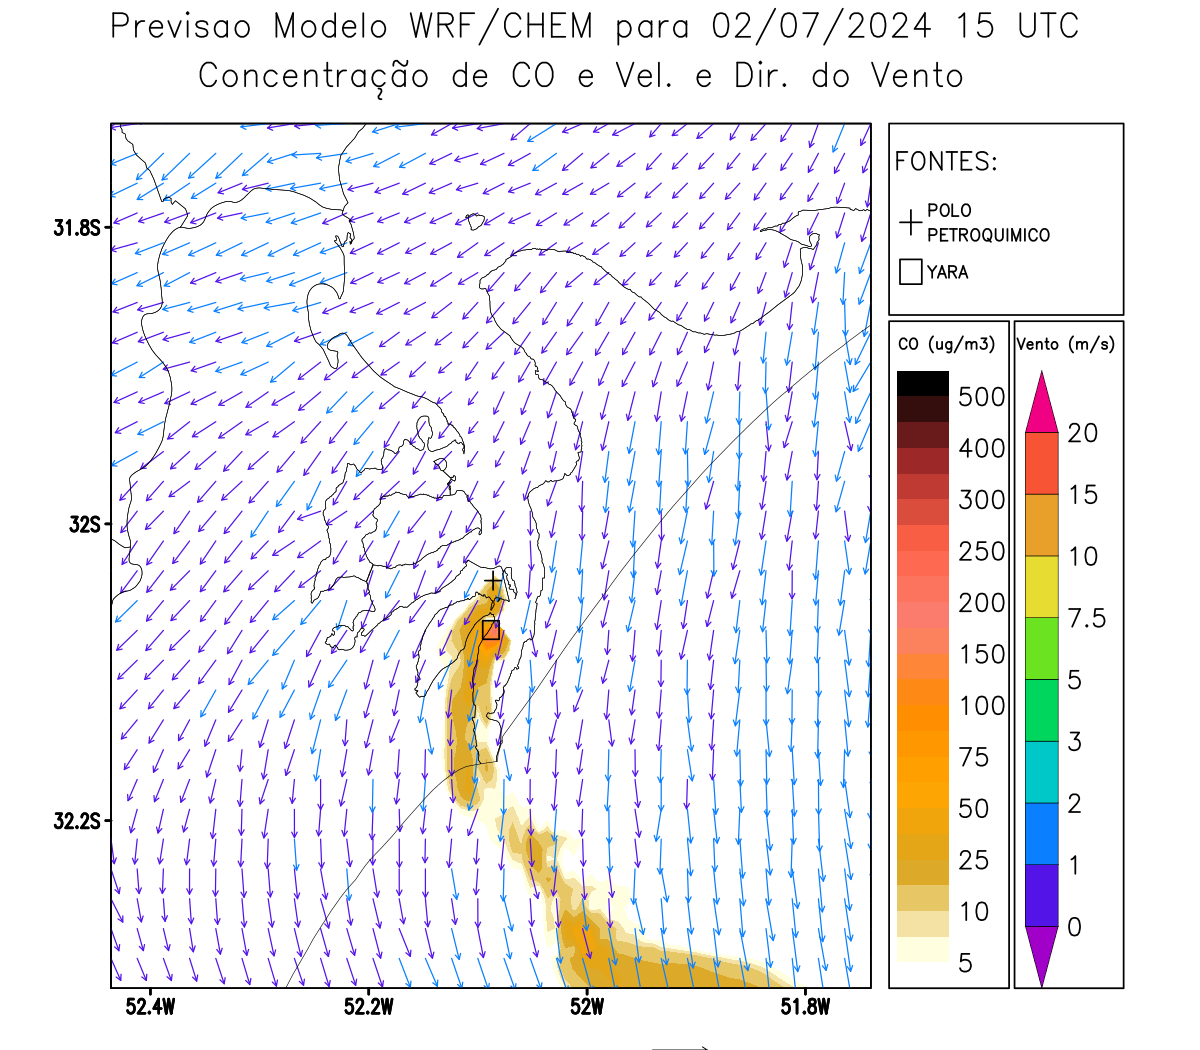 Previsao Modelo WRF/CHEM para 02/07/2024 15 UTC
Concentração de CO e Vel. e Dir. do Vento
FONTES:
POLO
PETROQUIMICO
YARA
CO (ug/m3)
500
400
300
250
200
150
100
75
50
25
10
5
Vento (m/s)
20
15
10
7.5
5
3
2
1
0
31.8S
32S
32.2S
52.4W
52.2W
52W
51.8W